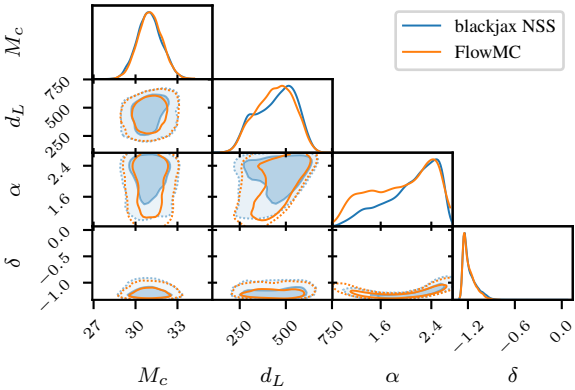 blackjax NSS
FlowMC
M_c
750
500
250
d_L
2.4
1.6
α
0.0
−0.5
−1.0
δ
27 30 33 250 500 750 1.6 2.4 −1.2 −0.6 0.0
M_c d_L α δ